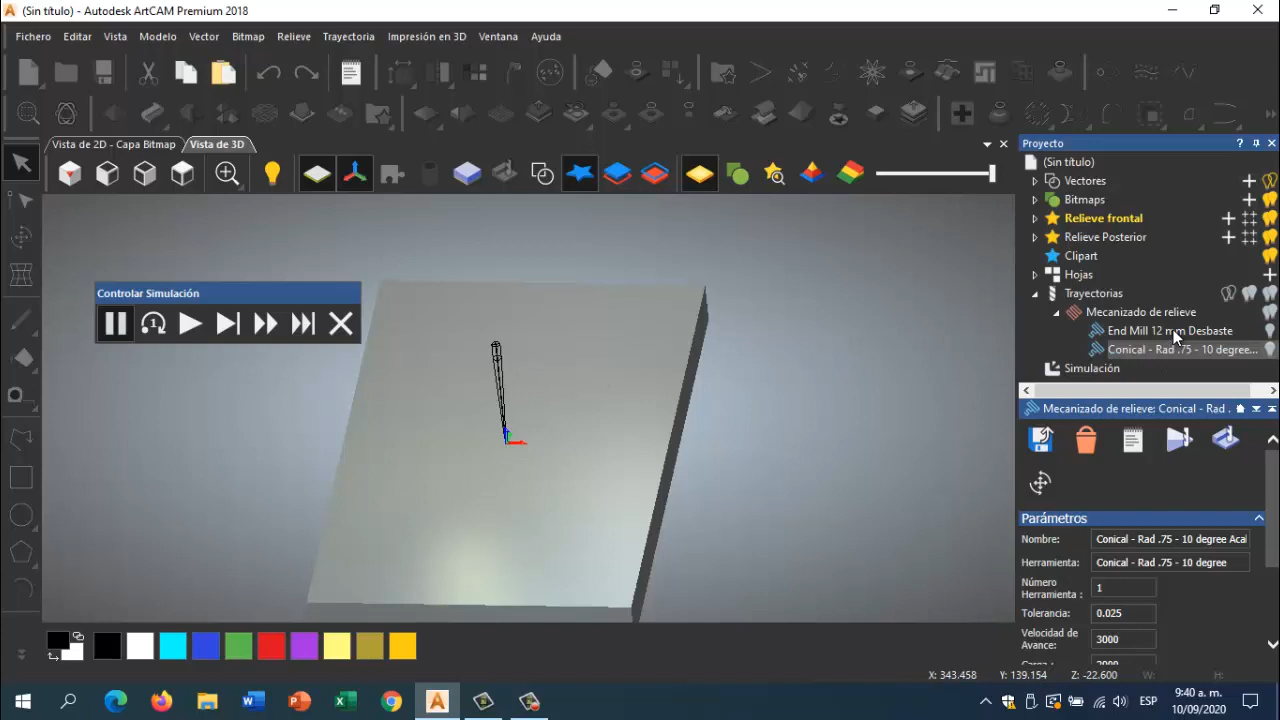 (Sin título) - Autodesk ArtCAM Premium 2018
Fichero Editar Vista Modelo Vector Bitmap Relieve Trayectoria Impresión en 3D Ventana Ayuda
Vista de 2D - Capa Bitmap Vista de 3D
Proyecto
(Sin título)
Vectores
Bitmaps
Relieve frontal
Relieve Posterior
Clipart
Hojas
Trayectorias
Mecanizado de relieve
End Mill 12 mm Desbaste
Conical - Rad .75 - 10 degree...
Simulación
Controlar Simulación
1
Mecanizado de relieve: Conical - Rad .
Parámetros
Nombre: Conical - Rad .75 - 10 degree Acal
Herramienta: Conical - Rad .75 - 10 degree
Número
Herramienta : 1
Tolerancia: 0.025
Velocidad de
Avance: 3000
X: 343.458 Y: 139.154 Z: -22.600 W: H:
ESP
9:40 a. m.
10/09/2020